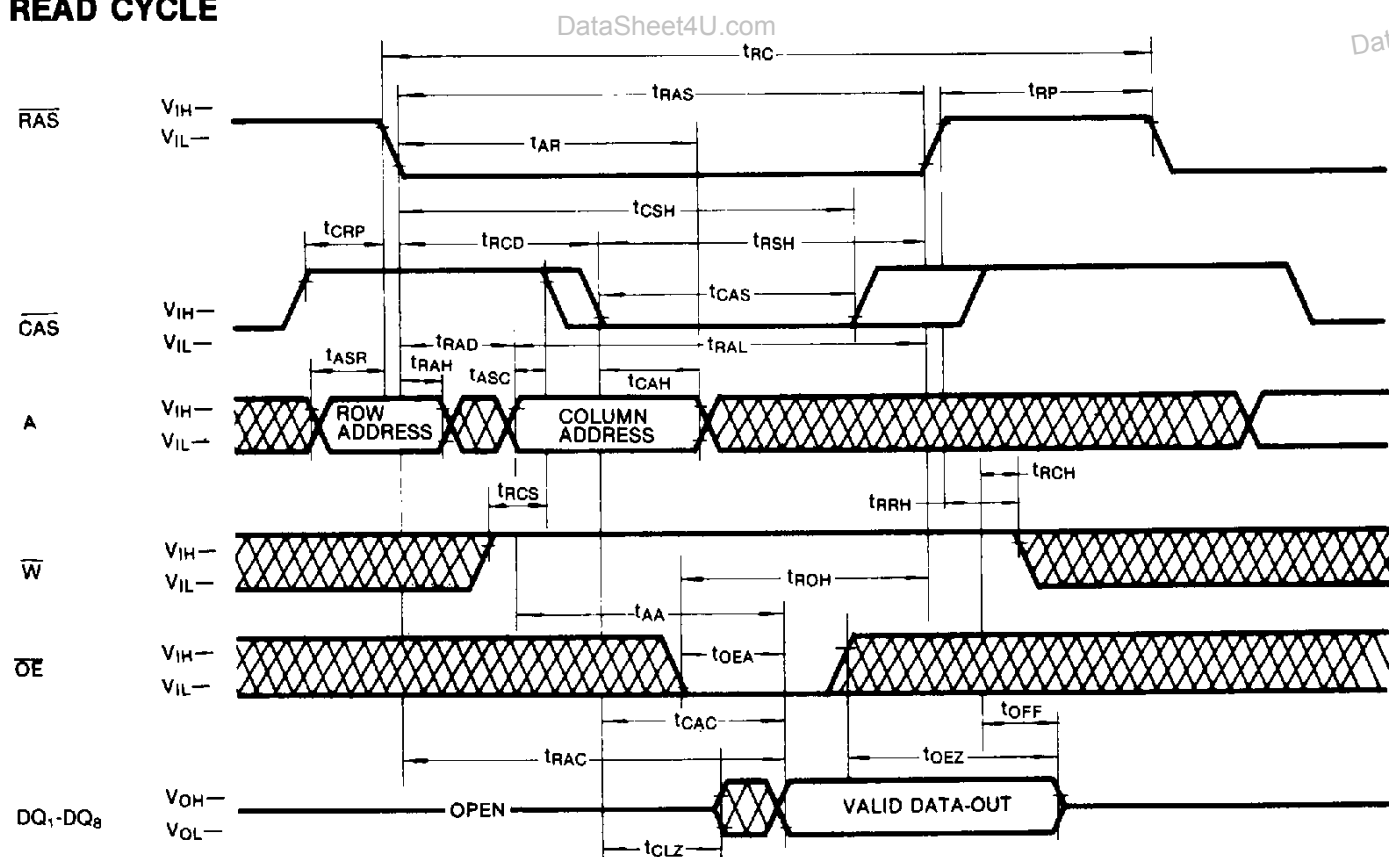 READ CYCLE
DataSheet4U.com
Dat
tRC
tRAS
tRP
RAS
VIH
VIL
tAR
tCSH
tCRP
tRCD
tRSH
tCAS
CAS
VIH
VIL
tRAD
tRAL
tASR
tRAH
tASC
tCAH
A
VIH
VIL
ROW
ADDRESS
COLUMN
ADDRESS
tRCH
tRCS
tRRH
W
VIH
VIL
tROH
tAA
OE
VIH
VIL
tOEA
tCAC
tOFF
tRAC
tOEZ
DQ1-DQ8
VOH
VOL
OPEN
VALID DATA-OUT
tCLZ